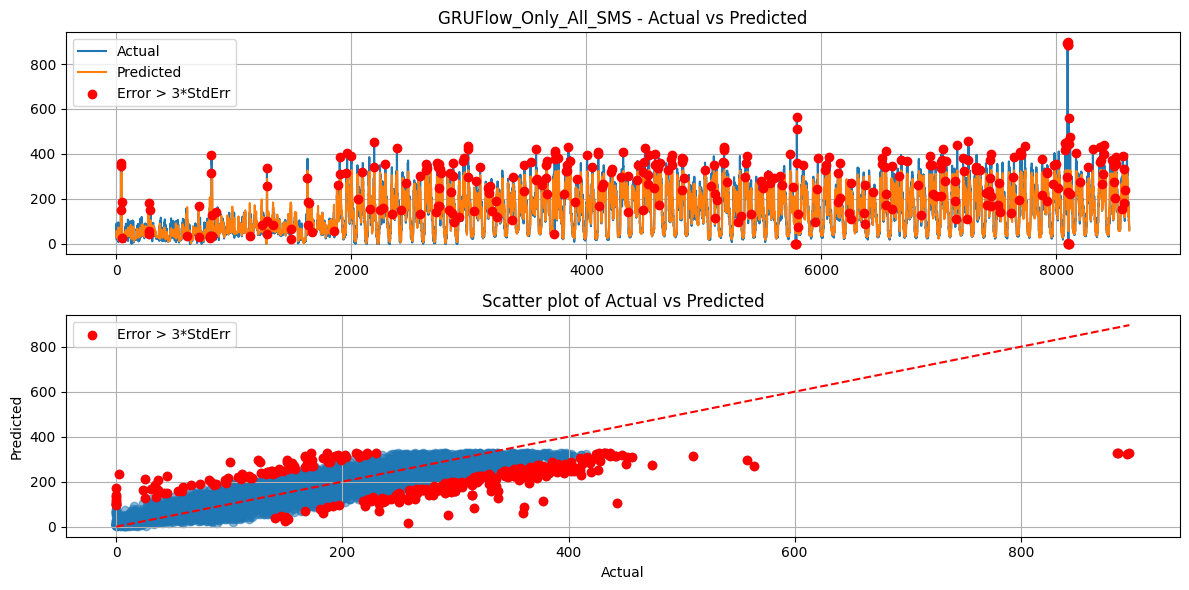 GRUFlow_Only_All_SMS - Actual vs Predicted
Actual
Predicted
Error > 3*StdErr
800
600
400
200
0
0 2000 4000 6000 8000
Scatter plot of Actual vs Predicted
Error > 3*StdErr
Predicted
800
600
400
200
0
0 200 400 600 800
Actual